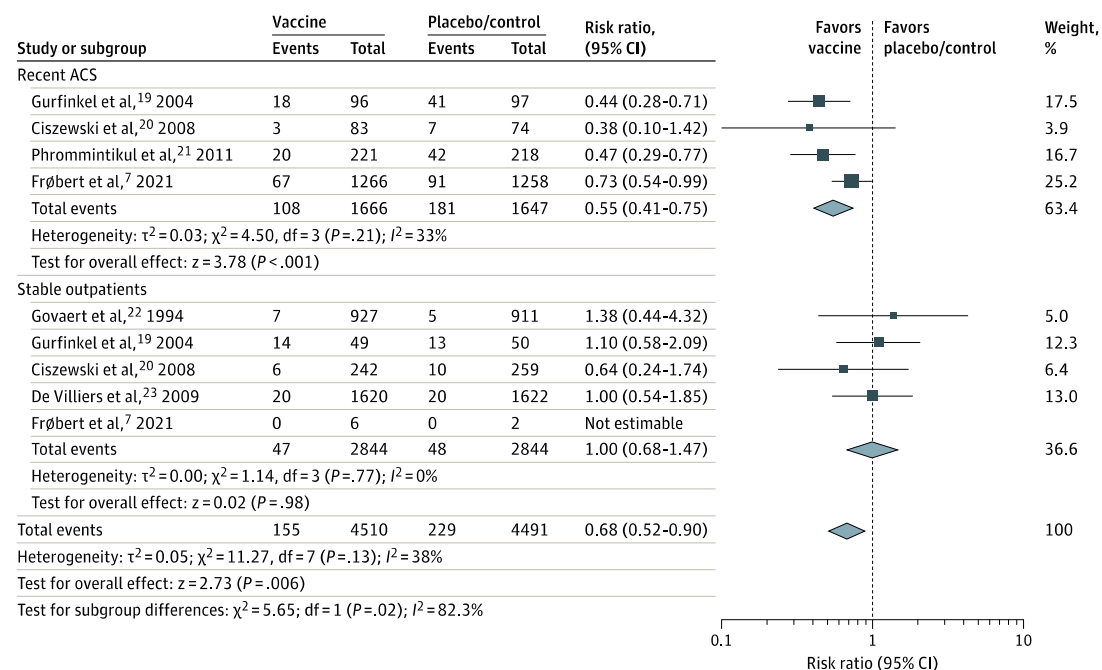 Vaccine Placebo/control Risk ratio, Favors Favors Weight,
Study or subgroup Events Total Events Total (95% CI) vaccine placebo/control %
Recent ACS
Gurfinkel et al,19 2004 18 96 41 97 0.44 (0.28-0.71) 17.5
Ciszewski et al,20 2008 3 83 7 74 0.38 (0.10-1.42) 3.9
Phrommintikul et al,21 2011 20 221 42 218 0.47 (0.29-0.77) 16.7
Frøbert et al,7 2021 67 1266 91 1258 0.73 (0.54-0.99) 25.2
Total events 108 1666 181 1647 0.55 (0.41-0.75) 63.4
Heterogeneity: τ2=0.03; χ2=4.50, df=3 (P=.21); I2=33%
Test for overall effect: z=3.78 (P<.001)
Stable outpatients
Govaert et al,22 1994 7 927 5 911 1.38 (0.44-4.32) 5.0
Gurfinkel et al,19 2004 14 49 13 50 1.10 (0.58-2.09) 12.3
Ciszewski et al,20 2008 6 242 10 259 0.64 (0.24-1.74) 6.4
De Villiers et al,23 2009 20 1620 20 1622 1.00 (0.54-1.85) 13.0
Frøbert et al,7 2021 0 6 0 2 Not estimable
Total events 47 2844 48 2844 1.00 (0.68-1.47) 36.6
Heterogeneity: τ2=0.00; χ2=1.14, df=3 (P=.77); I2=0%
Test for overall effect: z=0.02 (P=.98)
Total events 155 4510 229 4491 0.68 (0.52-0.90) 100
Heterogeneity: τ2=0.05; χ2=11.27, df=7 (P=.13); I2=38%
Test for overall effect: z=2.73 (P=.006)
Test for subgroup differences: χ2=5.65; df=1 (P=.02); I2=82.3%
0.1 1 10
Risk ratio (95% CI)